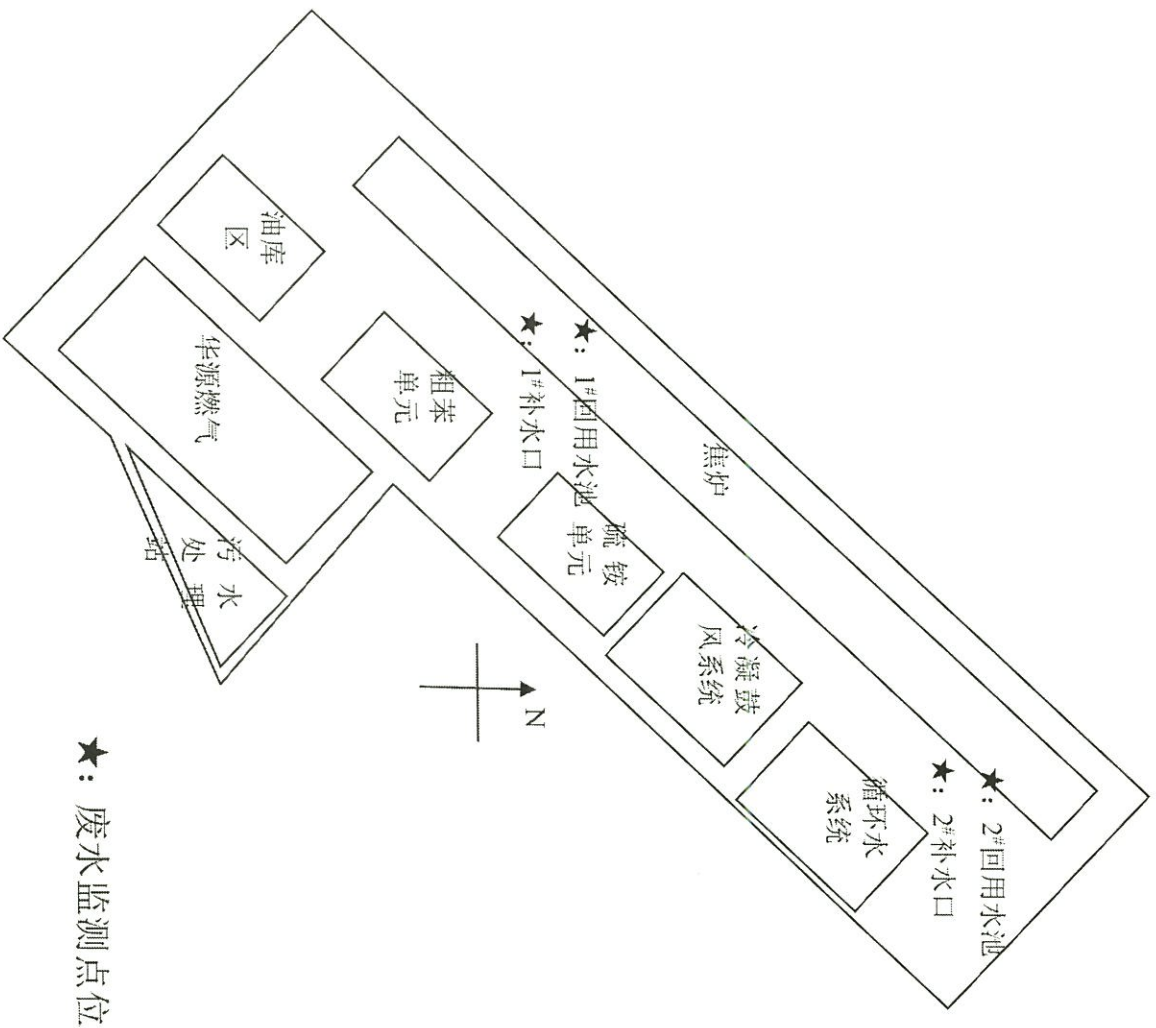 ★：2#回用水池
★：2#补水口
循环水
系统
冷凝鼓
风系统
焦炉
硫铵
单元
★：1#回用水池
★：1#补水口
N
粗苯
单元
油库
区
华源燃气
污水
处理
站
★：废水监测点位